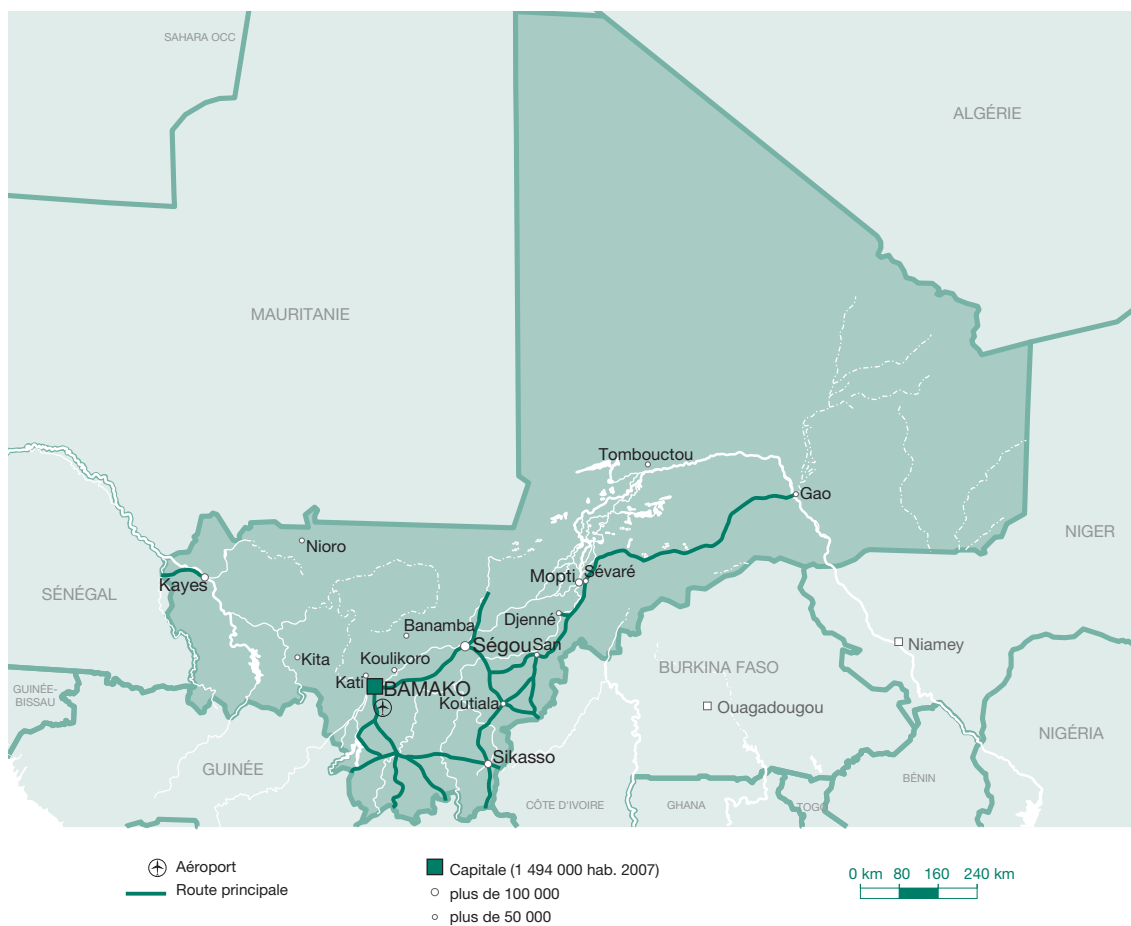 SAHARA OCC
ALGÉRIE
MAURITANIE
Tombouctou
Gao
NIGER
Nioro
Kayes
SÉNÉGAL
Mopti
Sévaré
Djenné
Banamba
Ségou
San
Niamey
Kita
Koulikoro
Kati
BAMAKO
BURKINA FASO
GUINÉE-
BISSAU
Koutiala
Ouagadougou
NIGÉRIA
Sikasso
GUINÉE
BÉNIN
CÔTE D'IVOIRE
GHANA
TOGO
Aéroport
Route principale
Capitale (1 494 000 hab. 2007)
plus de 100 000
plus de 50 000
0 km 80 160 240 km